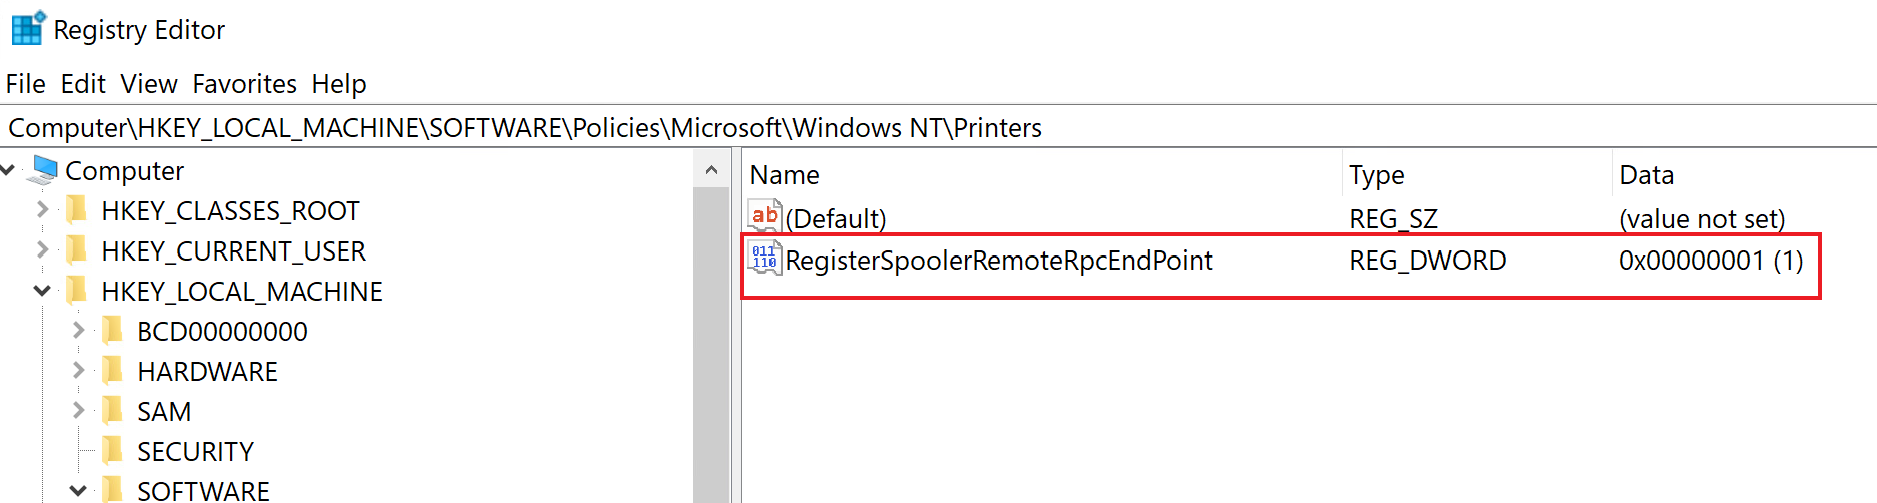 Registry Editor
File Edit View Favorites Help
Computer\HKEY_LOCAL_MACHINE\SOFTWARE\Policies\Microsoft\Windows NT\Printers
Computer
HKEY_CLASSES_ROOT
HKEY_CURRENT_USER
HKEY_LOCAL_MACHINE
BCD00000000
HARDWARE
SAM
SECURITY
SOFTWARE
Name Type Data
ab (Default) REG_SZ (value not set)
011 110 RegisterSpoolerRemoteRpcEndPoint REG_DWORD 0x00000001 (1)